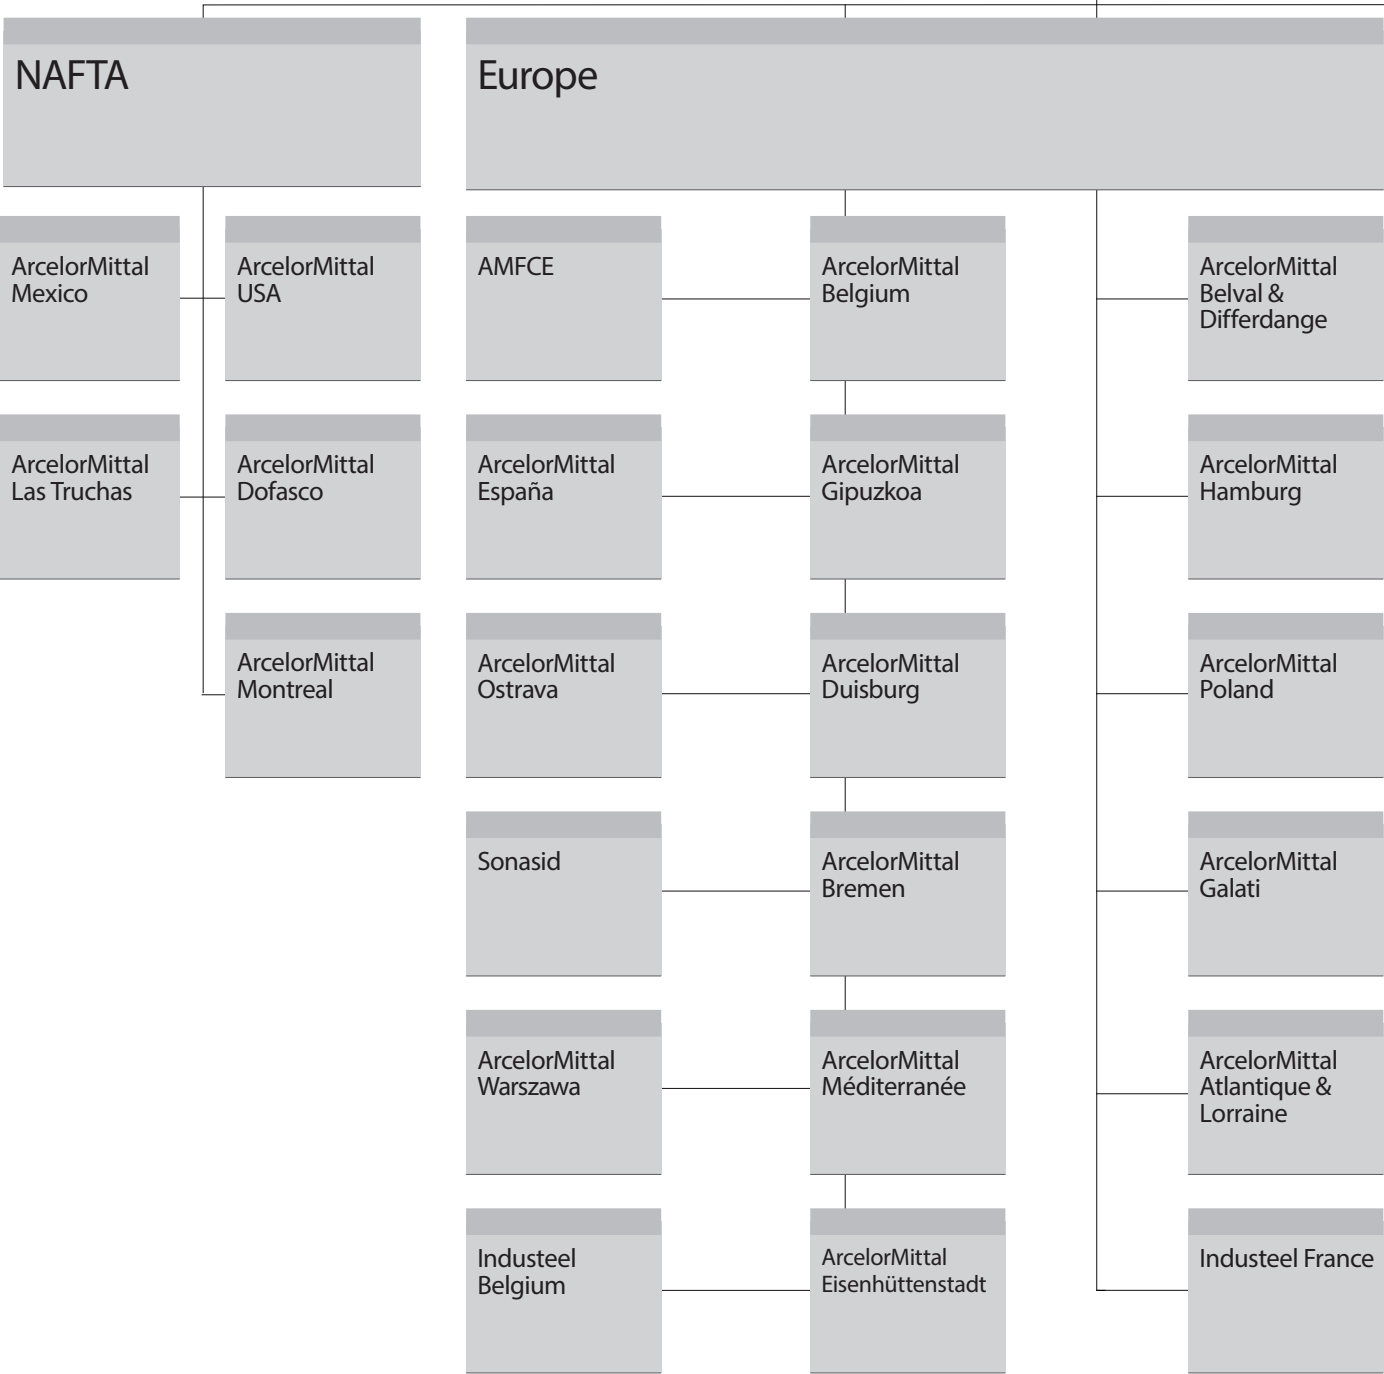 NAFTA
Europe
ArcelorMittal
Mexico
ArcelorMittal
USA
AMFCE
ArcelorMittal
Belgium
ArcelorMittal
Belval &
Differdange
ArcelorMittal
Las Truchas
ArcelorMittal
Dofasco
ArcelorMittal
España
ArcelorMittal
Gipuzkoa
ArcelorMittal
Hamburg
ArcelorMittal
Montreal
ArcelorMittal
Ostrava
ArcelorMittal
Duisburg
ArcelorMittal
Poland
Sonasid
ArcelorMittal
Bremen
ArcelorMittal
Galati
ArcelorMittal
Warszawa
ArcelorMittal
Méditerranée
ArcelorMittal
Atlantique &
Lorraine
Industeel
Belgium
ArcelorMittal
Eisenhüttenstadt
Industeel France